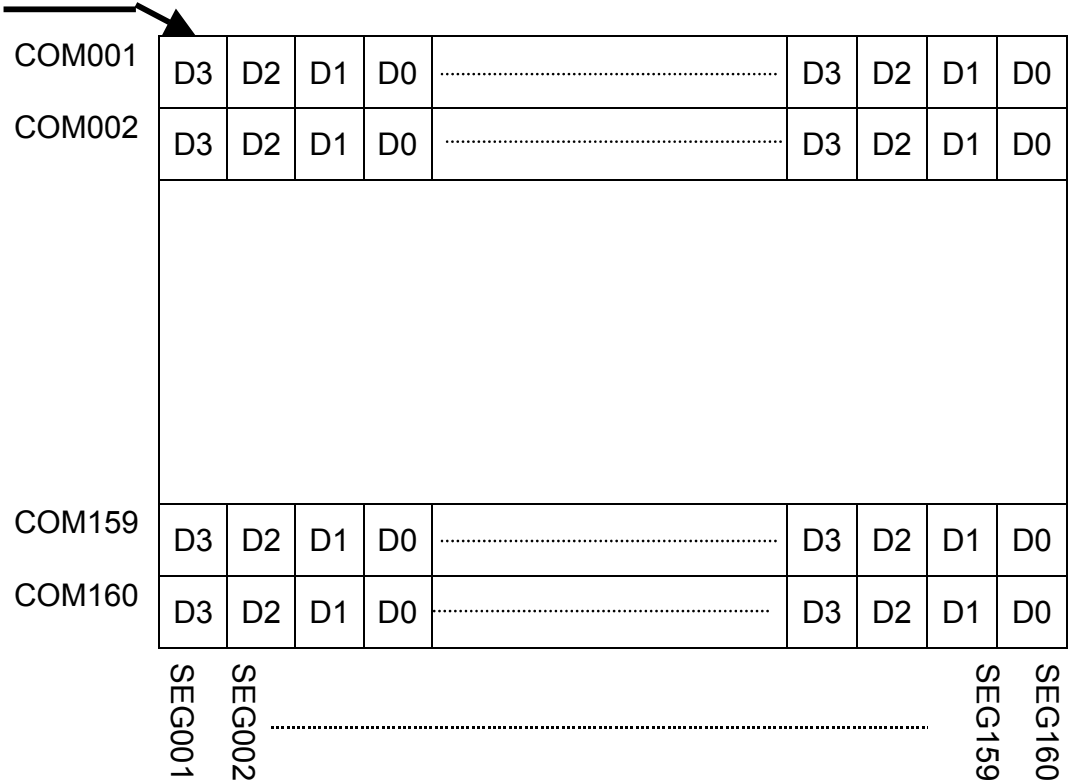 COM001 D3 D2 D1 D0 D3 D2 D1 D0
COM002 D3 D2 D1 D0 D3 D2 D1 D0
COM159 D3 D2 D1 D0 D3 D2 D1 D0
COM160 D3 D2 D1 D0 D3 D2 D1 D0
SEG001 SEG002 SEG159 SEG160